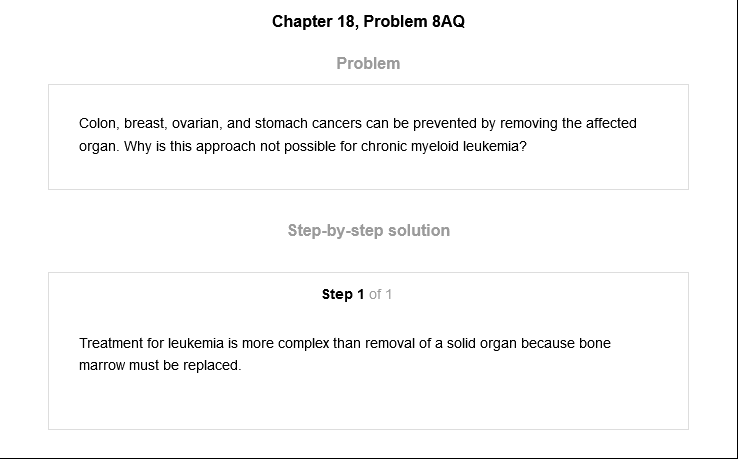 Chapter 18, Problem 8AQ
Problem
Colon, breast, ovarian, and stomach cancers can be prevented by removing the affected
organ. Why is this approach not possible for chronic myeloid leukemia?
Step-by-step solution
Step 1 of 1
Treatment for leukemia is more complex than removal of a solid organ because bone
marrow must be replaced.